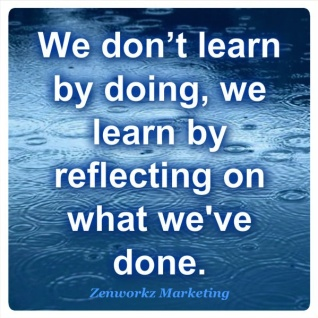 We don’t learn
by doing, we
learn by
reflecting on
what we've
done.
Zenworkz Marketing